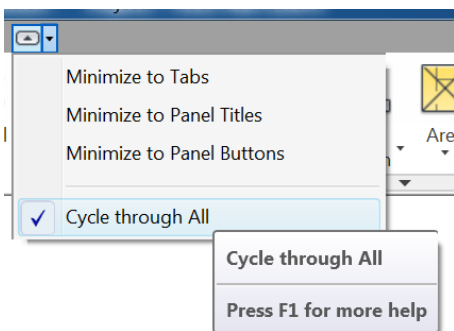 Minimize to Tabs
Minimize to Panel Titles
Minimize to Panel Buttons
Are
Cycle through All
Cycle through All
Press F1 for more help